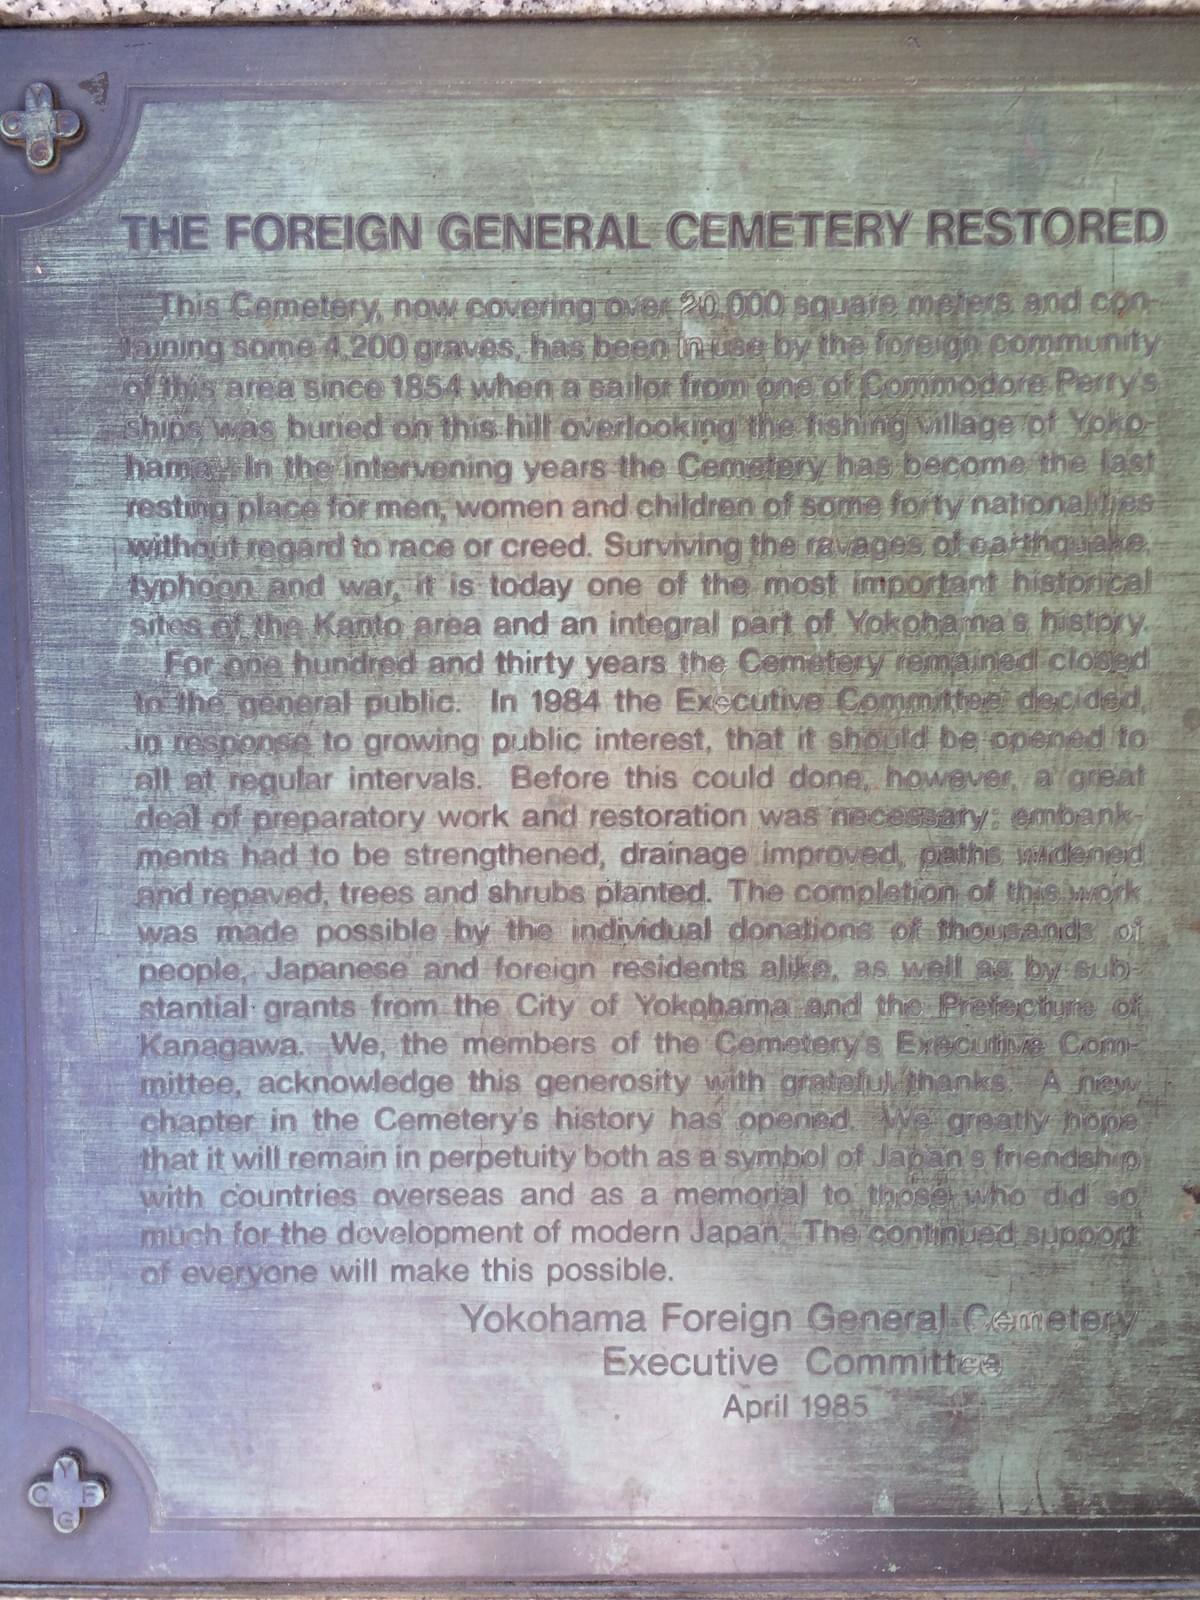 THE FOREIGN GENERAL CEMETERY RESTORED
This Cemetery, now covering over 20,000 square meters and con-
taining some 4,200 graves, has been in use by the foreign community
of this area since 1854 when a sailor from one of Commodore Perry's
ships was buried on this hill overlooking the fishing village of Yoko-
hama. In the intervening years the Cemetery has become the last
resting place for men, women and children of some forty nationalities
without regard to race or creed. Surviving the ravages of earthquake,
typhoon and war, it is today one of the most important historical
sites of the Kanto area and an integral part of Yokohama's history.
For one hundred and thirty years the Cemetery remained closed
to the general public. In 1984 the Executive Committee decided,
in response to growing public interest, that it should be opened to
all at regular intervals. Before this could done, however, a great
deal of preparatory work and restoration was necessary; embank-
ments had to be strengthened, drainage improved, paths widened
and repaved, trees and shrubs planted. The completion of this work
was made possible by the individual donations of thousands of
people, Japanese and foreign residents alike, as well as by sub-
stantial grants from the City of Yokohama and the Prefecture of
Kanagawa. We, the members of the Cemetery's Executive Com-
mittee, acknowledge this generosity with grateful thanks. A new
chapter in the Cemetery's history has opened. We greatly hope
that it will remain in perpetuity both as a symbol of Japan's friendship
with countries overseas and as a memorial to those who did so
much for the development of modern Japan. The continued support
of everyone will make this possible.
Yokohama Foreign General Cemetery
Executive Committee
April 1985
Y
C F
G